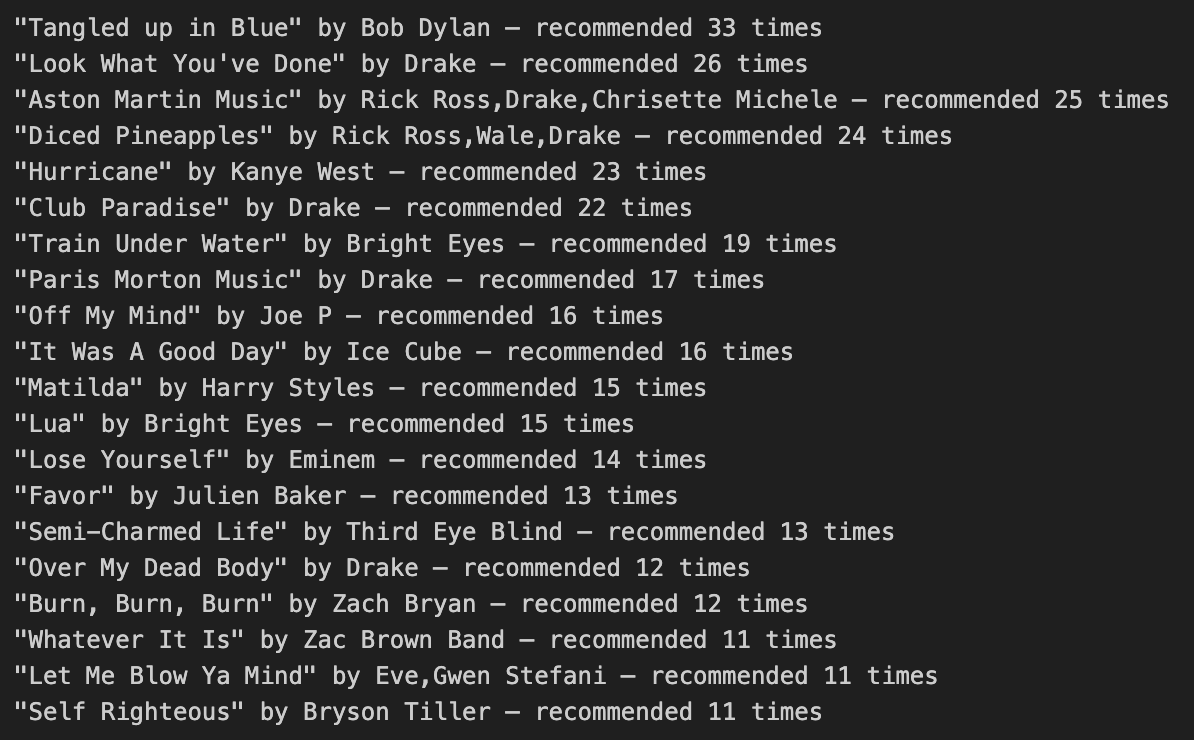 "Tangled up in Blue" by Bob Dylan – recommended 33 times
"Look What You've Done" by Drake – recommended 26 times
"Aston Martin Music" by Rick Ross,Drake,Chrisette Michele – recommended 25 times
"Diced Pineapples" by Rick Ross,Wale,Drake – recommended 24 times
"Hurricane" by Kanye West – recommended 23 times
"Club Paradise" by Drake – recommended 22 times
"Train Under Water" by Bright Eyes – recommended 19 times
"Paris Morton Music" by Drake – recommended 17 times
"Off My Mind" by Joe P – recommended 16 times
"It Was A Good Day" by Ice Cube – recommended 16 times
"Matilda" by Harry Styles – recommended 15 times
"Lua" by Bright Eyes – recommended 15 times
"Lose Yourself" by Eminem – recommended 14 times
"Favor" by Julien Baker – recommended 13 times
"Semi-Charmed Life" by Third Eye Blind – recommended 13 times
"Over My Dead Body" by Drake – recommended 12 times
"Burn, Burn, Burn" by Zach Bryan – recommended 12 times
"Whatever It Is" by Zac Brown Band – recommended 11 times
"Let Me Blow Ya Mind" by Eve,Gwen Stefani – recommended 11 times
"Self Righteous" by Bryson Tiller – recommended 11 times